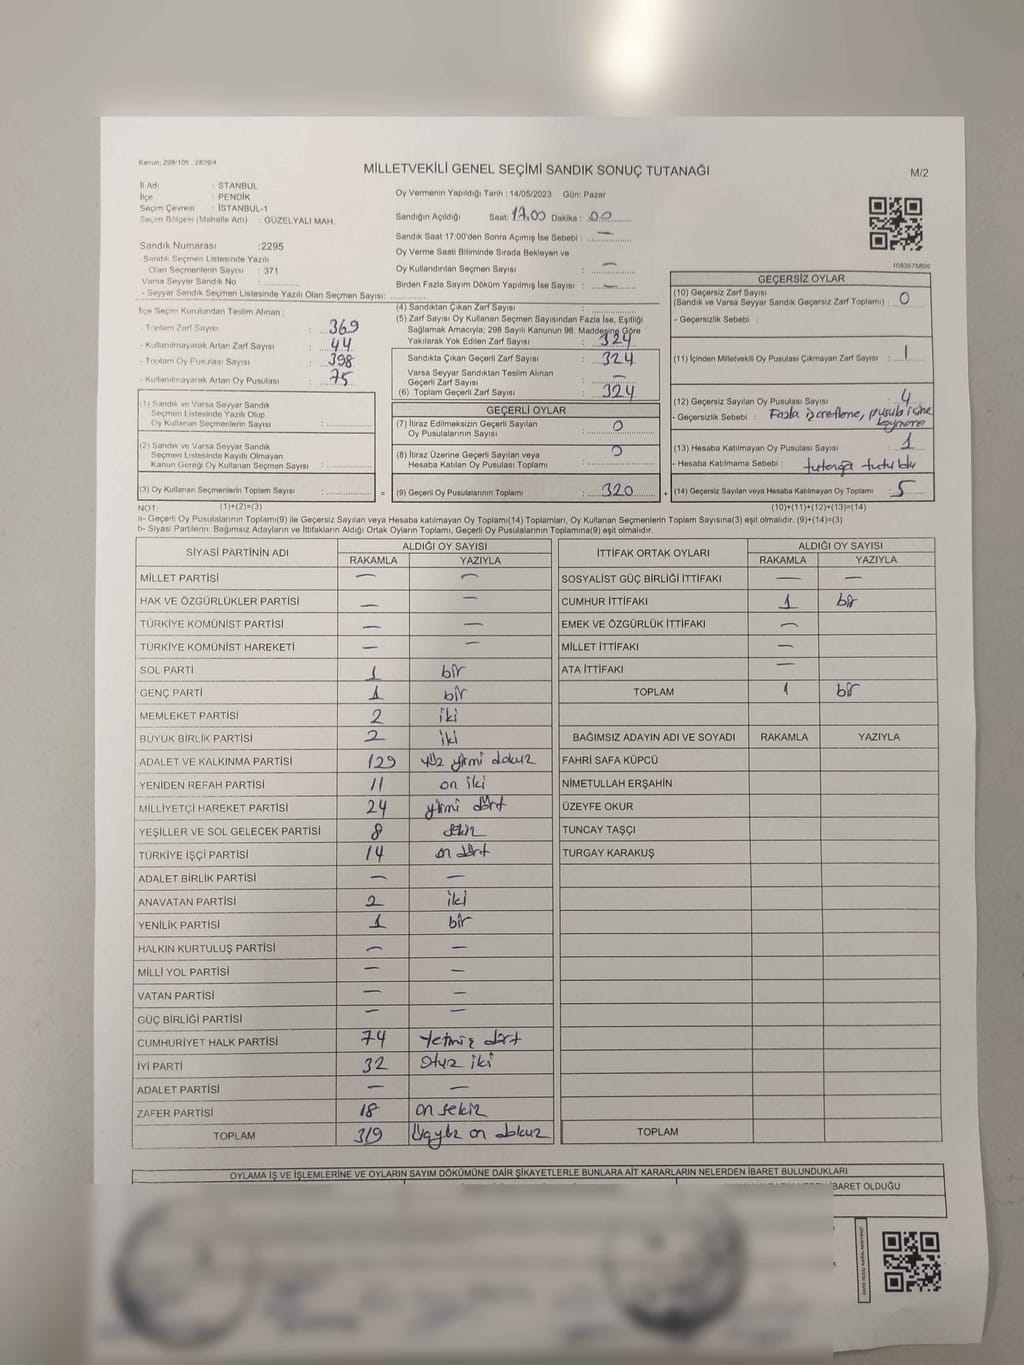 Kanun: 298/105 , 2839/4
MİLLETVEKİLİ GENEL SEÇİMİ SANDIK SONUÇ TUTANAĞI
M/2
İl Adı : STANBUL
İlçe : PENDİK
Seçim Çevresi : İSTANBUL-1
Seçim Bölgesi (Mahalle Adı) : GÜZELYALI MAH.
Sandık Numarası :2295
- Sandık Seçmen Listesinde Yazılı
Olan Seçmenlerin Sayısı : 371
Varsa Seyyar Sandık No :
- Seyyar Sandık Seçmen Listesinde Yazılı Olan Seçmen Sayısı:
Oy Vermenin Yapıldığı Tarih : 14/05/2023 Gün: Pazar
Sandığın Açıldığı Saat: 17.00 Dakika : 00
Sandık Saat 17:00'den Sonra Açımış İse Sebebi : —
Oy Verme Saati Bitiminde Sırada Bekleyen ve
Oy Kullandırılan Seçmen Sayısı : —
Birden Fazla Sayım Döküm Yapılmış İse Sayısı : —
1083675806
İlçe Seçim Kurulundan Teslim Alınan ;
- Toplam Zarf Sayısı : 369
- Kullanılmayarak Artan Zarf Sayısı : 44
- Toplam Oy Pusulası Sayısı : 398
- Kullanılmayarak Artan Oy Pusulası : 75
(1) Sandık ve Varsa Seyyar Sandık
Seçmen Listesinde Yazılı Olup
Oy Kullanan Seçmenlerin Sayısı :
(2) Sandık ve Varsa Seyyar Sandık
Seçmen Listesinde Kayıtlı Olmayan
Kanun Gereği Oy Kullanan Seçmen Sayısı :
(3) Oy Kullanan Seçmenlerin Toplam Sayısı : =
(4) Sandıktan Çıkan Zarf Sayısı :
(5) Zarf Sayısı Oy Kullanan Seçmen Sayısından Fazla İse, Eşitliği
Sağlamak Amacıyla; 298 Sayılı Kanunun 98. Maddesine Göre
Yakılarak Yok Edilen Zarf Sayısı : 324
Sandıkta Çıkan Geçerli Zarf Sayısı : 324
Varsa Seyyar Sandıktan Teslim Alınan
Geçerli Zarf Sayısı : —
(6) Toplam Geçerli Zarf Sayısı : 324
GEÇERLİ OYLAR
(7) İtiraz Edilmeksizin Geçerli Sayılan
Oy Pusulalarının Sayısı : 0
(8) İtiraz Üzerine Geçerli Sayılan veya
Hesaba Katılan Oy Pusulası Toplamı : 0
(9) Geçerli Oy Pusulalarının Toplamı : 320 +
GEÇERSİZ OYLAR
(10) Geçersiz Zarf Sayısı
(Sandık ve Varsa Seyyar Sandık Geçersiz Zarf Toplamı) : 0
- Geçersizlik Sebebi :
(11) İçinden Milletvekili Oy Pusulası Çıkmayan Zarf Sayısı : 1
(12) Geçersiz Sayılan Oy Pusulası Sayısı : 4
- Geçersizlik Sebebi : Fazla işaretleme,
(13) Hesaba Katılmayan Oy Pusulası Sayısı : 1
- Hesaba Katılmama Sebebi : tutanağa tutuldu
(14) Geçersiz Sayılan veya Hesaba Katılmayan Oy Toplamı : 5
NOT: (1)+(2)=(3) (10)+(11)+(12)+(13)=(14)
a- Geçerli Oy Pusulalarının Toplamı(9) ile Geçersiz Sayılan veya Hesaba katılmayan Oy Toplamı(14) Toplamları, Oy Kullanan Seçmenlerin Toplam Sayısına(3) eşit olmalıdır. (9)+(14)=(3)
b- Siyasi Partilerin, Bağımsız Adayların ve İttifakların Aldığı Ortak Oyların Toplamı, Geçerli Oy Pusulalarının Toplamına(9) eşit olmalıdır.
SİYASİ PARTİNİN ADI ALDIĞI OY SAYISI
RAKAMLA YAZIYLA
MİLLET PARTİSİ — —
HAK VE ÖZGÜRLÜKLER PARTİSİ — —
TÜRKİYE KOMÜNİST PARTİSİ — —
TÜRKİYE KOMÜNİST HAREKETİ — —
SOL PARTİ 1 bir
GENÇ PARTİ 1 bir
MEMLEKET PARTİSİ 2 iki
BÜYÜK BİRLİK PARTİSİ 2 iki
ADALET VE KALKINMA PARTİSİ 129 yüz yirmi dokuz
YENİDEN REFAH PARTİSİ 11 on iki
MİLLİYETÇİ HAREKET PARTİSİ 24 yirmi dört
YEŞİLLER VE SOL GELECEK PARTİSİ 8 sekiz
TÜRKİYE İŞÇİ PARTİSİ 14 on dört
ADALET BİRLİK PARTİSİ — —
ANAVATAN PARTİSİ 2 iki
YENİLİK PARTİSİ 1 bir
HALKIN KURTULUŞ PARTİSİ — —
MİLLİ YOL PARTİSİ — —
VATAN PARTİSİ — —
GÜÇ BİRLİĞİ PARTİSİ — —
CUMHURİYET HALK PARTİSİ 74 Yetmiş dört
İYİ PARTİ 32 otuz iki
ADALET PARTİSİ — —
ZAFER PARTİSİ 18 on sekiz
TOPLAM 319 Üçyüz on dokuz
İTTİFAK ORTAK OYLARI ALDIĞI OY SAYISI
RAKAMLA YAZIYLA
SOSYALİST GÜÇ BİRLİĞİ İTTİFAKI — —
CUMHUR İTTİFAKI 1 bir
EMEK VE ÖZGÜRLÜK İTTİFAKI —
MİLLET İTTİFAKI —
ATA İTTİFAKI —
TOPLAM 1 bir
BAĞIMSIZ ADAYIN ADI VE SOYADI RAKAMLA YAZIYLA
FAHRİ SAFA KÜPCÜ
NİMETULLAH ERŞAHİN
ÜZEYFE OKUR
TUNCAY TAŞÇI
TURGAY KARAKUŞ
TOPLAM
OYLAMA İŞ VE İŞLEMLERİNE VE OYLARIN SAYIM DÖKÜMÜNE DAİR ŞİKAYETLERLE BUNLARA AİT KARARLARIN NELERDEN İBARET BULUNDUKLARI
İBARET OLDUĞU